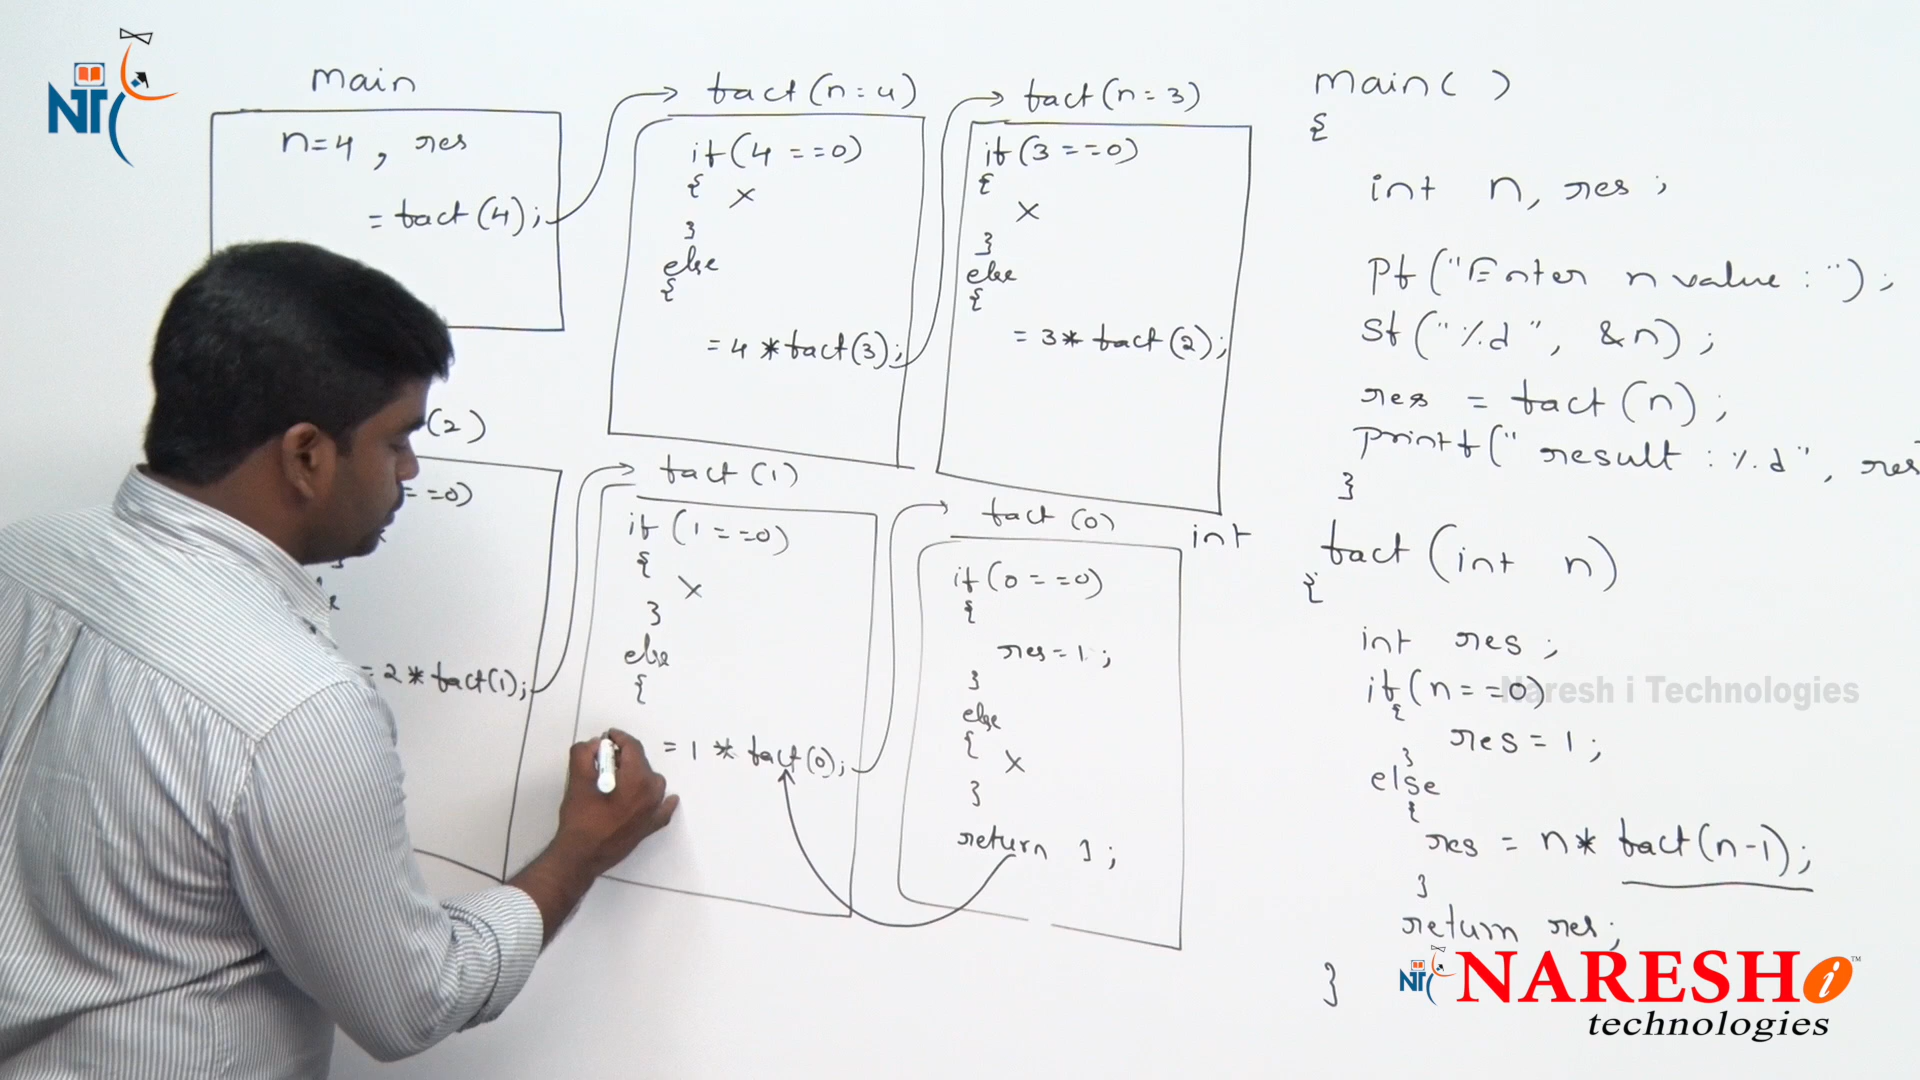 NT
main
n=4 , res
= fact(4);
fact(n=4)
if(4==0)
{ x
}
else
{
= 4 * fact(3);
fact(n=3)
if(3==0)
{
x
}
else
{
= 3* fact(2);
(2)
==0)
}
= 2 * fact(1);
fact(1)
if(1==0)
{
x
}
else
{
= 1 * fact(0);
fact(0)
if(0==0)
{
res=1;
}
else
{ x
}
return 1;
main( )
{
int n, res;
Pf("Enter n value :");
Sf("%d", &n);
res = fact(n);
printf("result : %d", res
}
int fact(int n)
{
int res;
if(n==0)
{
res=1;
}
else
{
res = n* fact(n-1);
}
return res;
}
Naresh i Technologies
NT
NARESH i ™
technologies